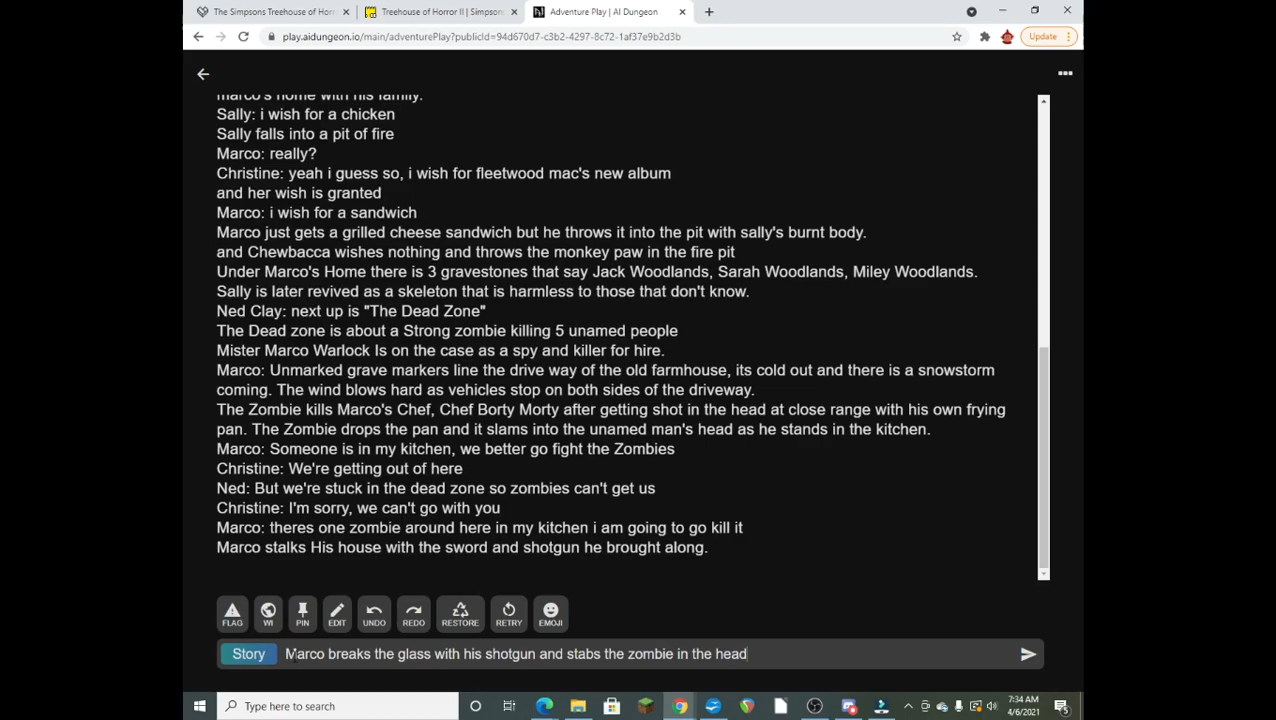 The Simpsons Treehouse of Horr
Treehouse of Horror II | Simpsons
Adventure Play | AI Dungeon
play.aidungeon.io/main/adventurePlay?publicId=94d670d7-c3b2-4297-8c72-1af37e9b2d3b
Update
marco's home with his family.
Sally: i wish for a chicken
Sally falls into a pit of fire
Marco: really?
Christine: yeah i guess so, i wish for fleetwood mac's new album
and her wish is granted
Marco: i wish for a sandwich
Marco just gets a grilled cheese sandwich but he throws it into the pit with sally's burnt body.
and Chewbacca wishes nothing and throws the monkey paw in the fire pit
Under Marco's Home there is 3 gravestones that say Jack Woodlands, Sarah Woodlands, Miley Woodlands.
Sally is later revived as a skeleton that is harmless to those that don't know.
Ned Clay: next up is "The Dead Zone"
The Dead zone is about a Strong zombie killing 5 unamed people
Mister Marco Warlock Is on the case as a spy and killer for hire.
Marco: Unmarked grave markers line the drive way of the old farmhouse, its cold out and there is a snowstorm
coming. The wind blows hard as vehicles stop on both sides of the driveway.
The Zombie kills Marco's Chef, Chef Borty Morty after getting shot in the head at close range with his own frying
pan. The Zombie drops the pan and it slams into the unamed man's head as he stands in the kitchen.
Marco: Someone is in my kitchen, we better go fight the Zombies
Christine: We're getting out of here
Ned: But we're stuck in the dead zone so zombies can't get us
Christine: I'm sorry, we can't go with you
Marco: theres one zombie around here in my kitchen i am going to go kill it
Marco stalks His house with the sword and shotgun he brought along.
FLAG WI PIN EDIT UNDO REDO RESTORE RETRY EMOJI
Story Marco breaks the glass with his shotgun and stabs the zombie in the head
Type here to search
7:34 AM
4/6/2021
5